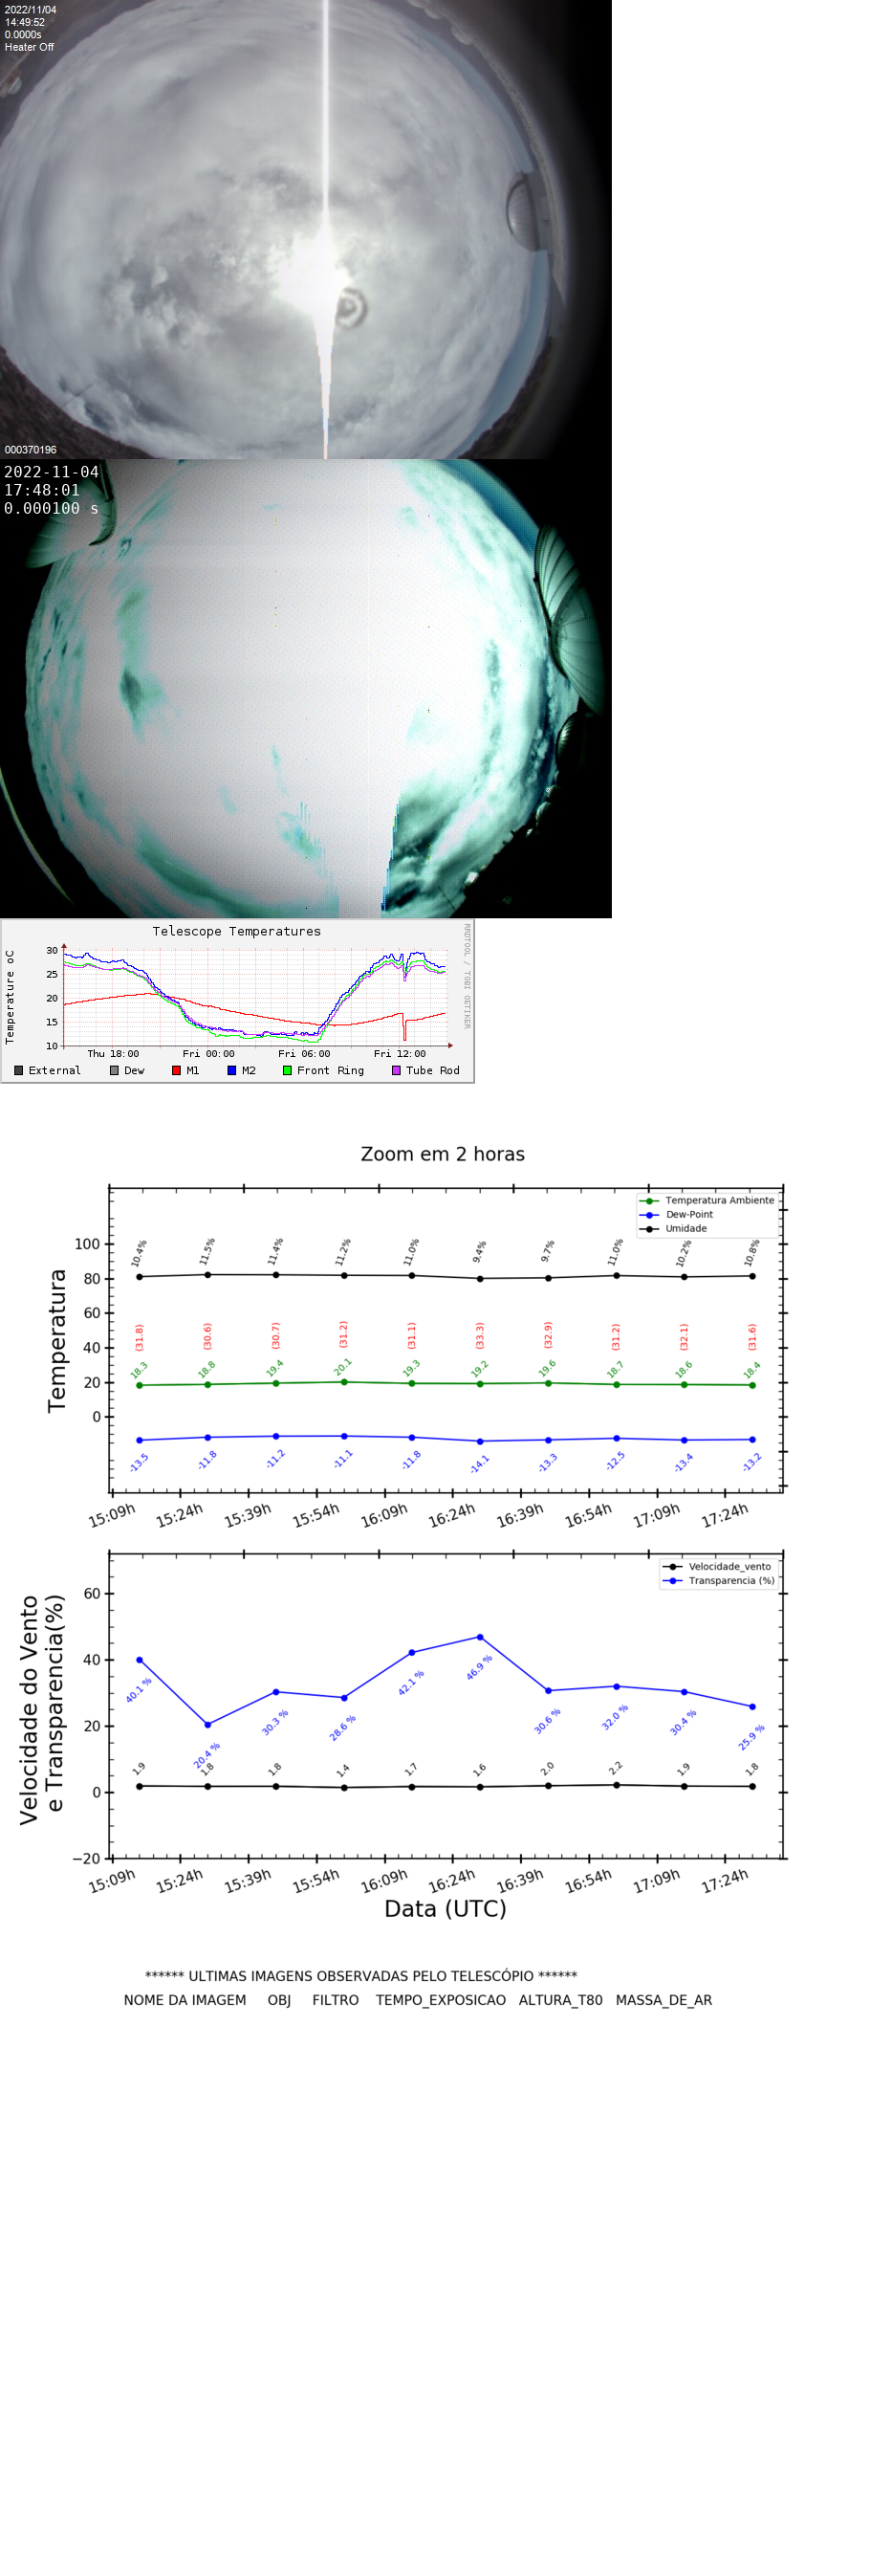 2022/11/04
14:49:52
0.0000s
Heater Off
000370196
2022-11-04
17:48:01
0.000100 s
Telescope Temperatures
RRDTOOL / TOBI OETIKER
Temperature oC
30
25
20
15
10
Thu 18:00 Fri 00:00 Fri 06:00 Fri 12:00
External Dew M1 M2 Front Ring Tube Rod
Zoom em 2 horas
Temperatura Ambiente
Dew-Point
Umidade
Temperatura
100
80
60
40
20
0
10.4% 11.5% 11.4% 11.2% 11.0% 9.4% 9.7% 11.0% 10.2% 10.8%
(31.8) (30.6) (30.7) (31.2) (31.1) (33.3) (32.9) (31.2) (32.1) (31.6)
18.3 18.8 19.4 20.1 19.3 19.2 19.6 18.7 18.6 18.4
-13.5 -11.8 -11.2 -11.1 -11.8 -14.1 -13.3 -12.5 -13.4 -13.2
15:09h 15:24h 15:39h 15:54h 16:09h 16:24h 16:39h 16:54h 17:09h 17:24h
Velocidade_vento
Transparencia (%)
Velocidade do Vento
e Transparencia(%)
60
40
20
0
−20
40.1 % 20.4 % 30.3 % 28.6 % 42.1 % 46.9 % 30.6 % 32.0 % 30.4 % 25.9 %
1.9 1.8 1.8 1.4 1.7 1.6 2.0 2.2 1.9 1.8
15:09h 15:24h 15:39h 15:54h 16:09h 16:24h 16:39h 16:54h 17:09h 17:24h
Data (UTC)
****** ULTIMAS IMAGENS OBSERVADAS PELO TELESCÓPIO ******
NOME DA IMAGEM OBJ FILTRO TEMPO_EXPOSICAO ALTURA_T80 MASSA_DE_AR